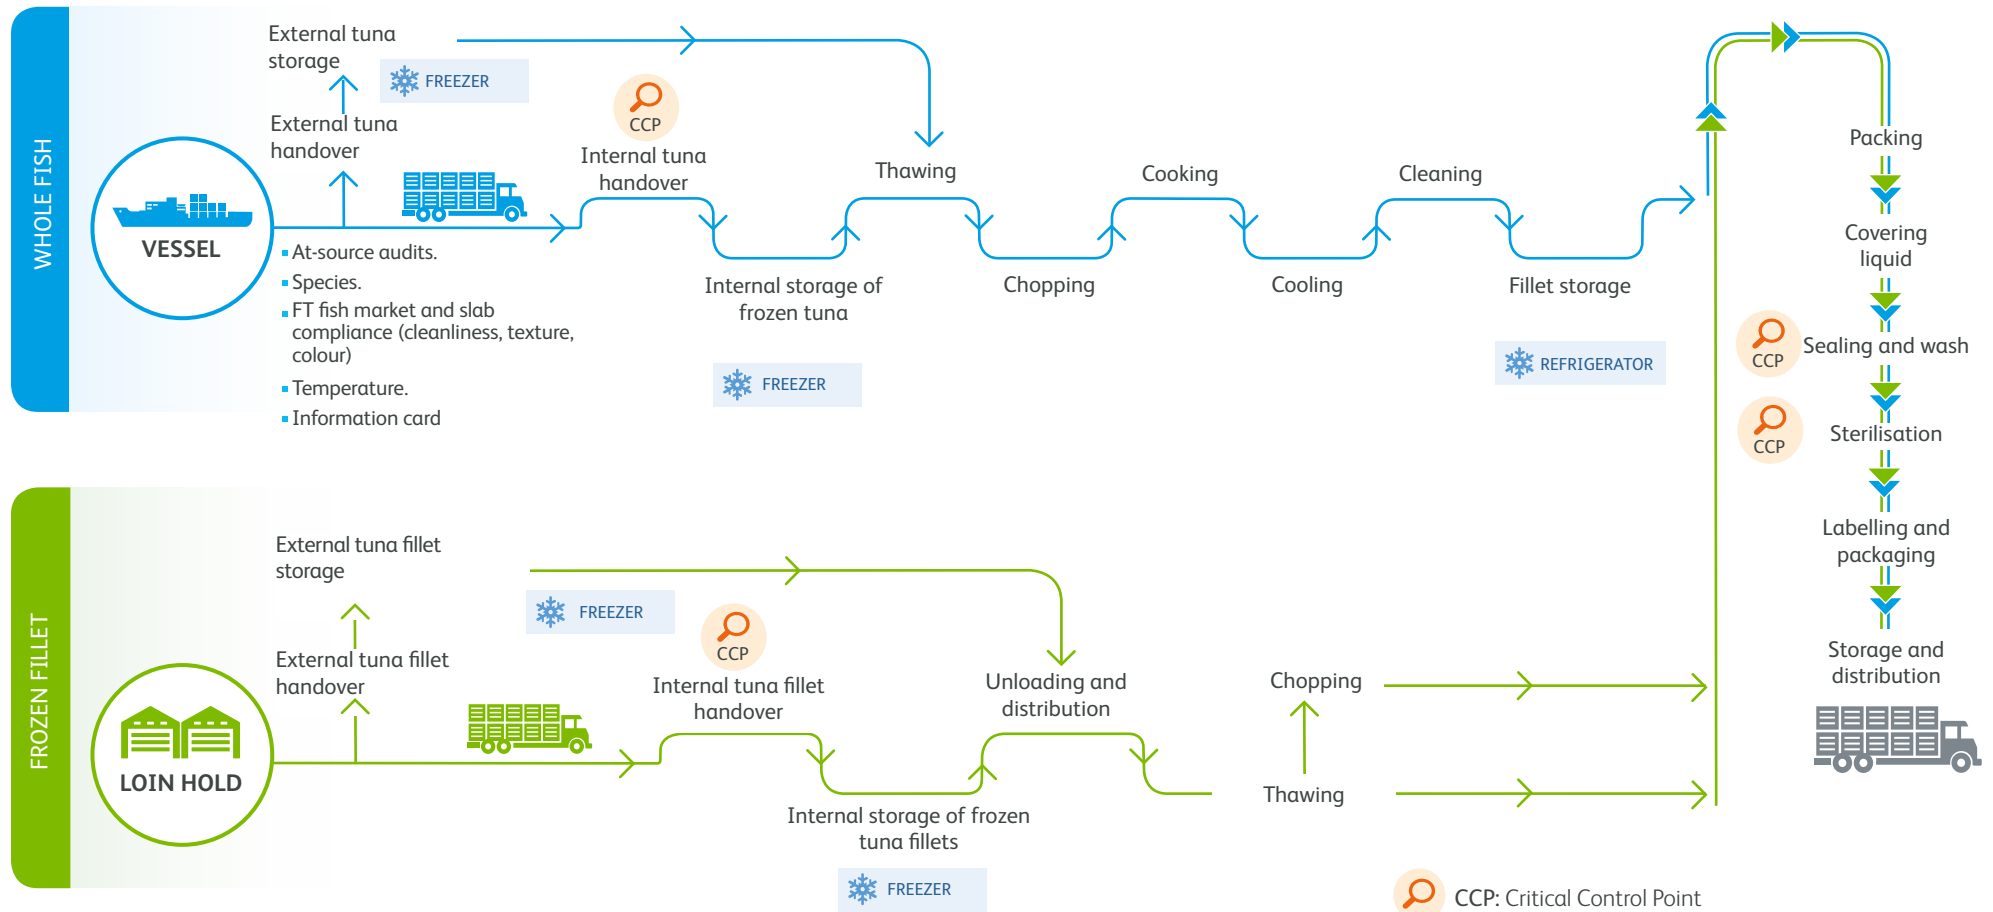 WHOLE FISH
VESSEL
External tuna
storage
FREEZER
External tuna
handover
At-source audits.
Species.
FT fish market and slab
compliance (cleanliness, texture,
colour)
Temperature.
Information card
CCP
Internal tuna
handover
Internal storage of
frozen tuna
FREEZER
Thawing
Chopping
Cooking
Cooling
Cleaning
Fillet storage
REFRIGERATOR
Packing
Covering
liquid
CCP
Sealing and wash
CCP
Sterilisation
Labelling and
packaging
Storage and
distribution
FROZEN FILLET
LOIN HOLD
External tuna fillet
storage
FREEZER
External tuna fillet
handover
CCP
Internal tuna fillet
handover
Internal storage of frozen
tuna fillets
FREEZER
Unloading and
distribution
Chopping
Thawing
CCP: Critical Control Point